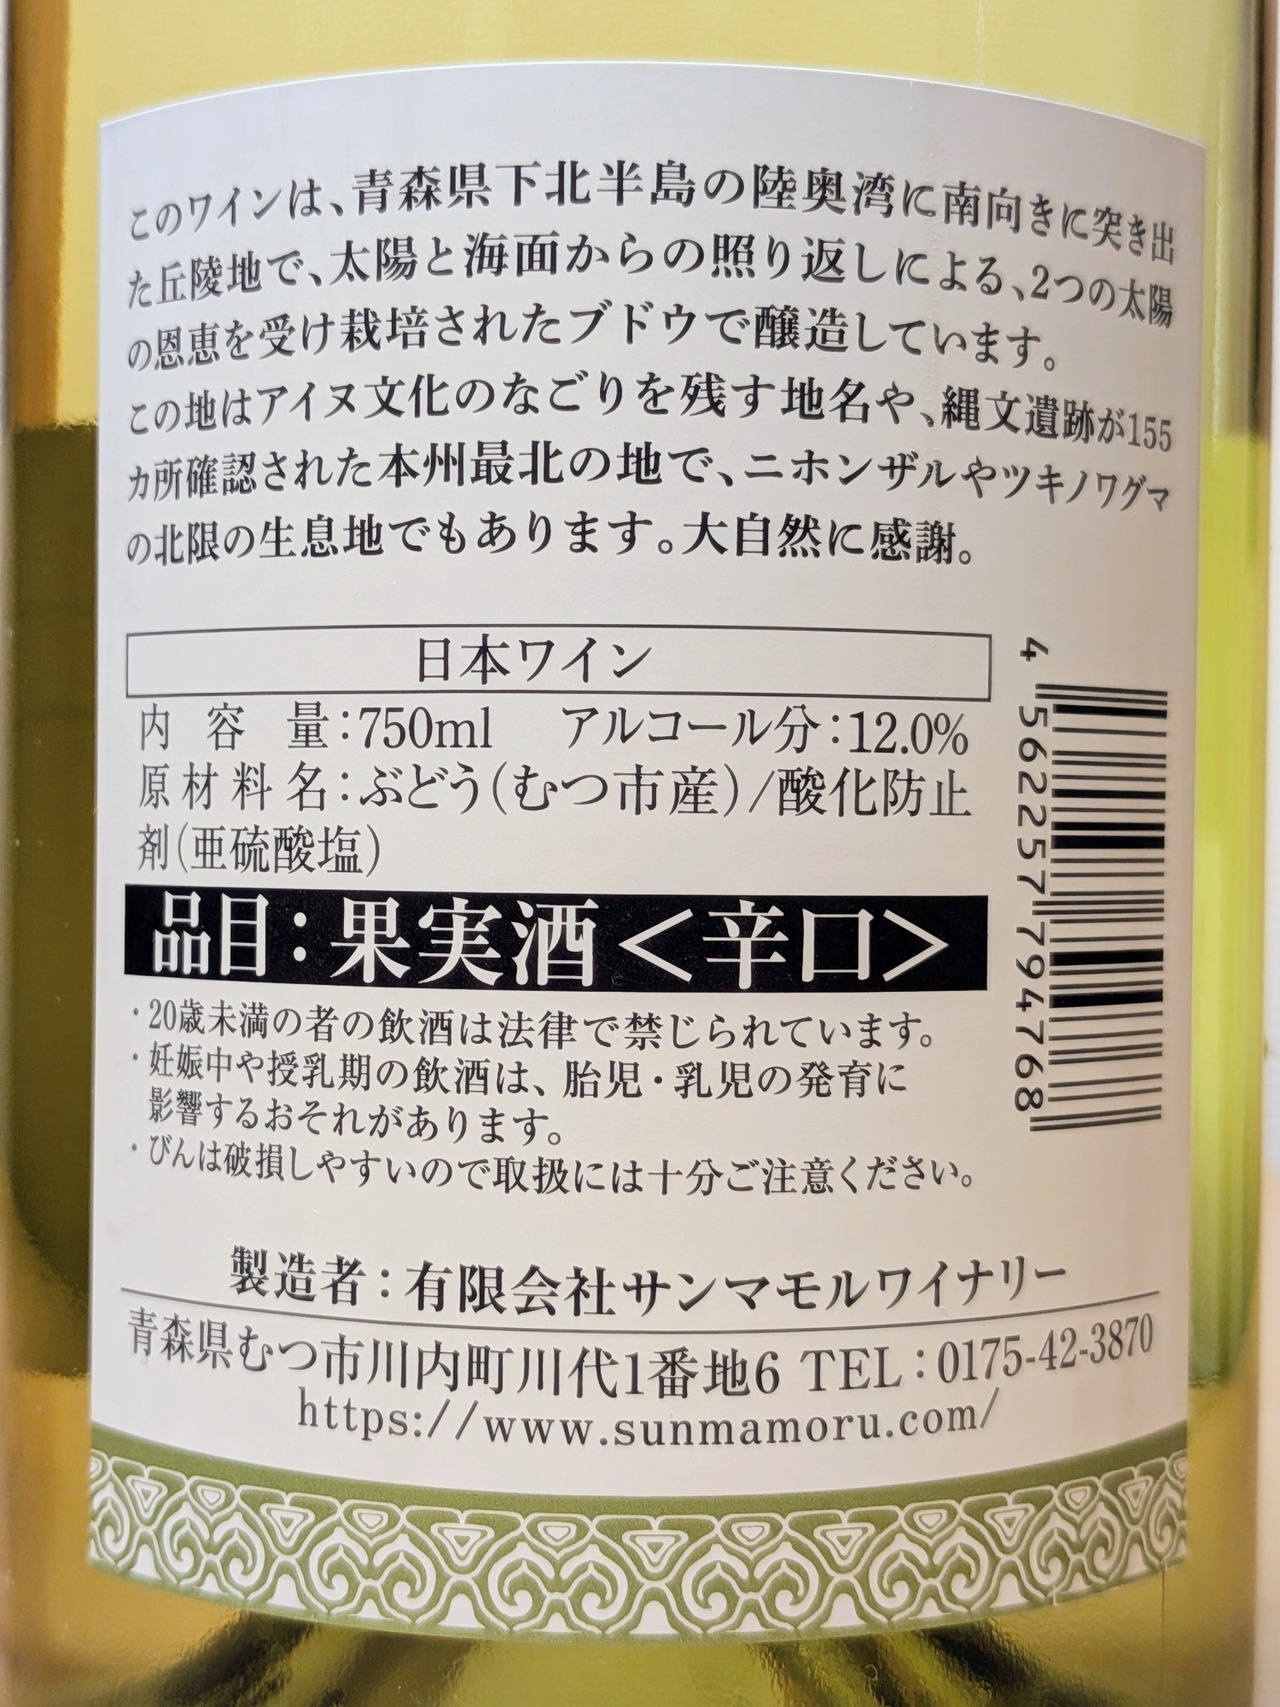 このワインは、青森県下北半島の陸奥湾に南向きに突き出
た丘陵地で、太陽と海面からの照り返しによる、2つの太陽
の恩恵を受け栽培されたブドウで醸造しています。
この地はアイヌ文化のなごりを残す地名や、縄文遺跡が155
カ所確認された本州最北の地で、ニホンザルやツキノワグマ
の北限の生息地でもあります。大自然に感謝。
日本ワイン
内容量：750ml　アルコール分：12.0%
原材料名：ぶどう（むつ市産）/酸化防止
剤（亜硫酸塩）
品目：果実酒＜辛口＞
・20歳未満の者の飲酒は法律で禁じられています。
・妊娠中や授乳期の飲酒は、胎児・乳児の発育に
影響するおそれがあります。
・びんは破損しやすいので取扱には十分ご注意ください。
4562257794768
製造者：有限会社サンマモルワイナリー
青森県むつ市川内町川代1番地6 TEL：0175-42-3870
https://www.sunmamoru.com/